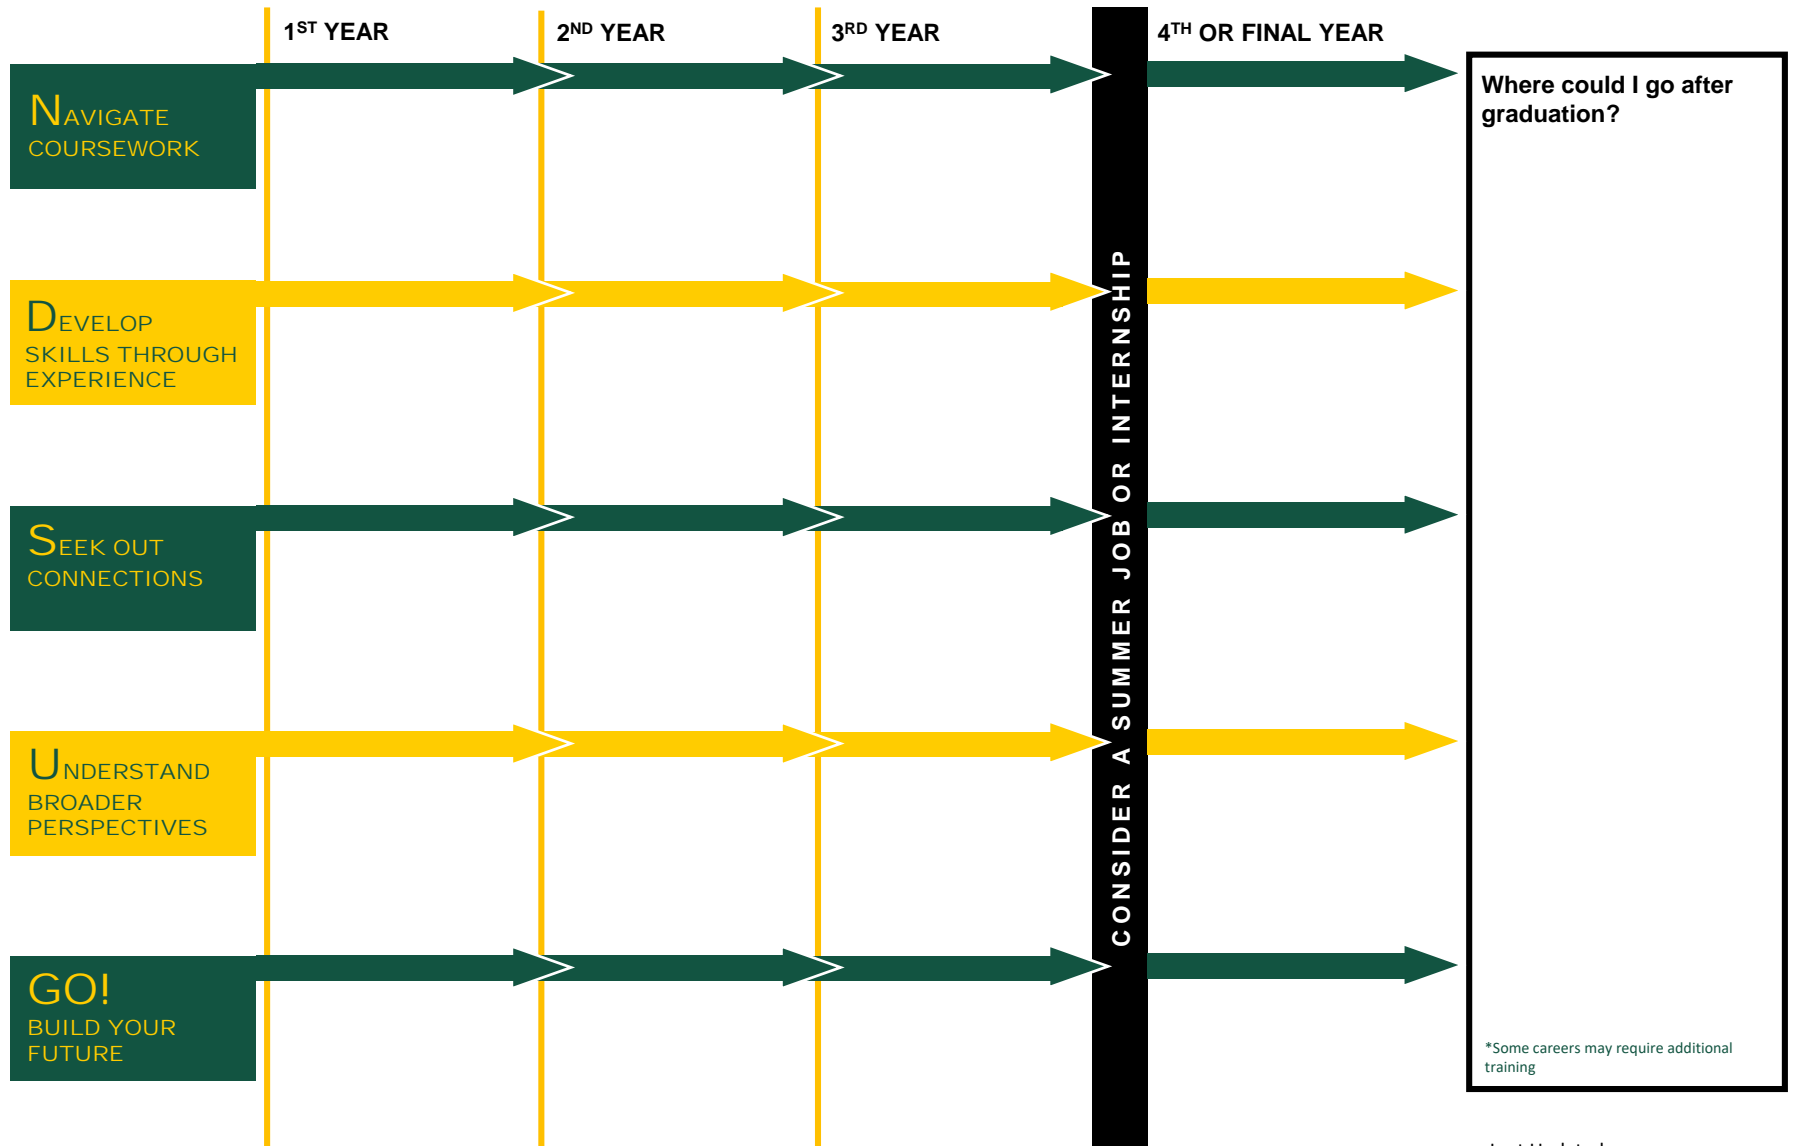 1ST YEAR
2ND YEAR
3RD YEAR
4TH OR FINAL YEAR
NAVIGATE
COURSEWORK
DEVELOP
SKILLS THROUGH
EXPERIENCE
SEEK OUT
CONNECTIONS
UNDERSTAND
BROADER
PERSPECTIVES
GO!
BUILD YOUR
FUTURE
CONSIDER A SUMMER JOB OR INTERNSHIP
Where could I go after
graduation?
*Some careers may require additional
training